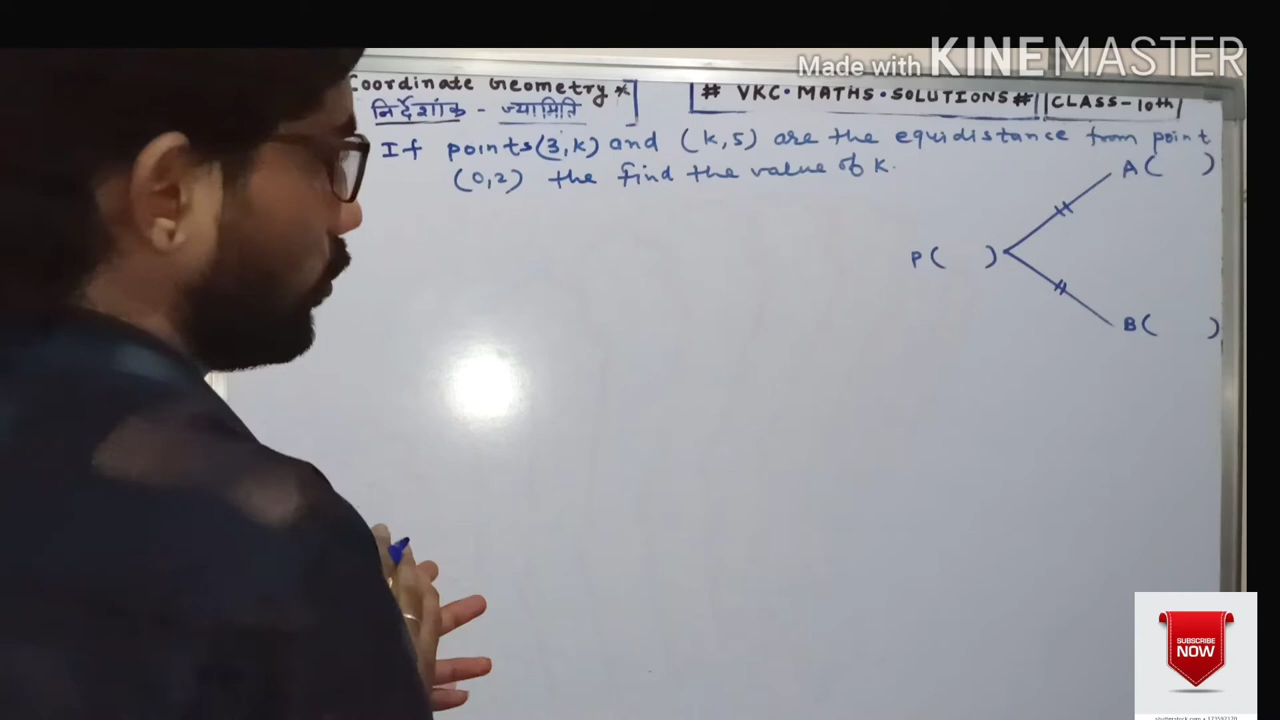 Made with KINEMASTER
Coordinate Geometry *
निर्देशांक - ज्यामिति
# VKC • MATHS • SOLUTIONS #
CLASS-10th
If points (3,k) and (k,5) are the equidistance from point
(0,2) the find the value of k.
A( )
P( )
B( )
SUBSCRIBE
NOW